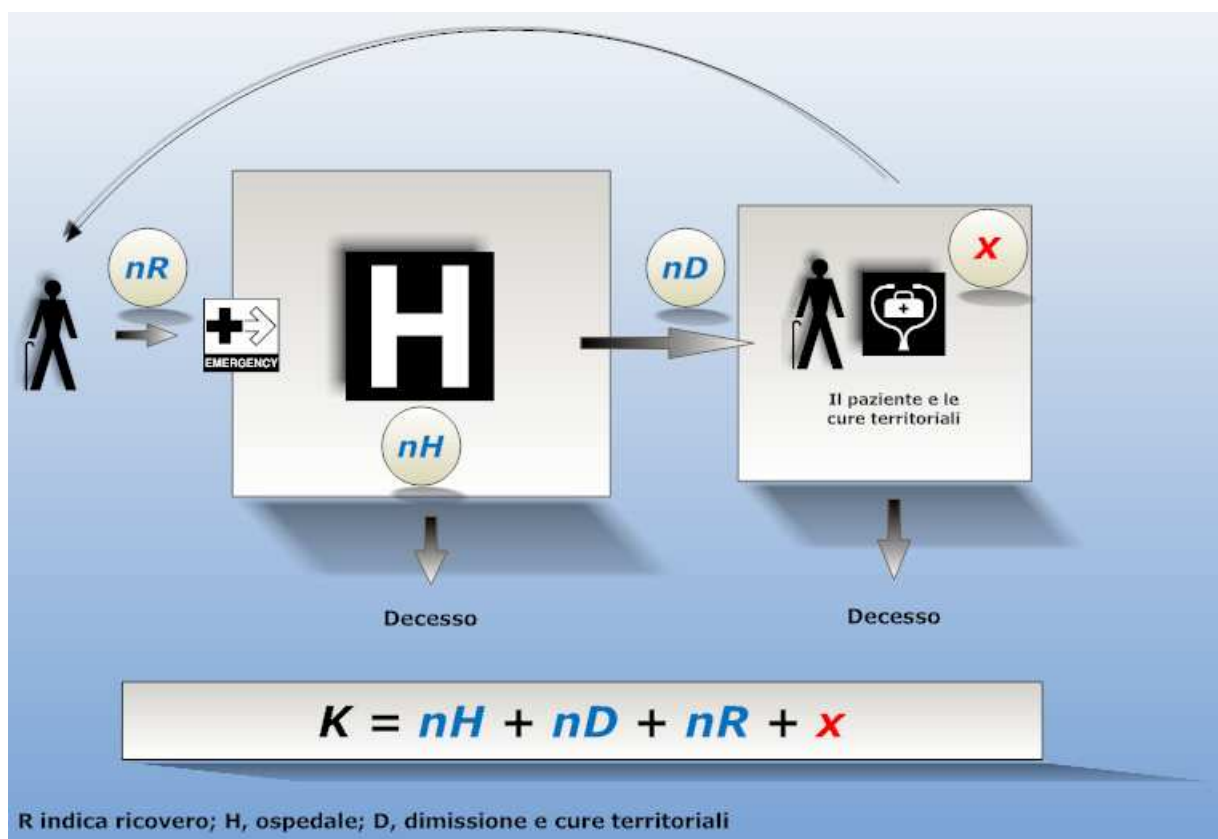 nR
EMERGENCY
H
nH
nD
x
Il paziente e le
cure territoriali
Decesso
Decesso
K = nH + nD + nR + x
R indica ricovero; H, ospedale; D, dimissione e cure territoriali